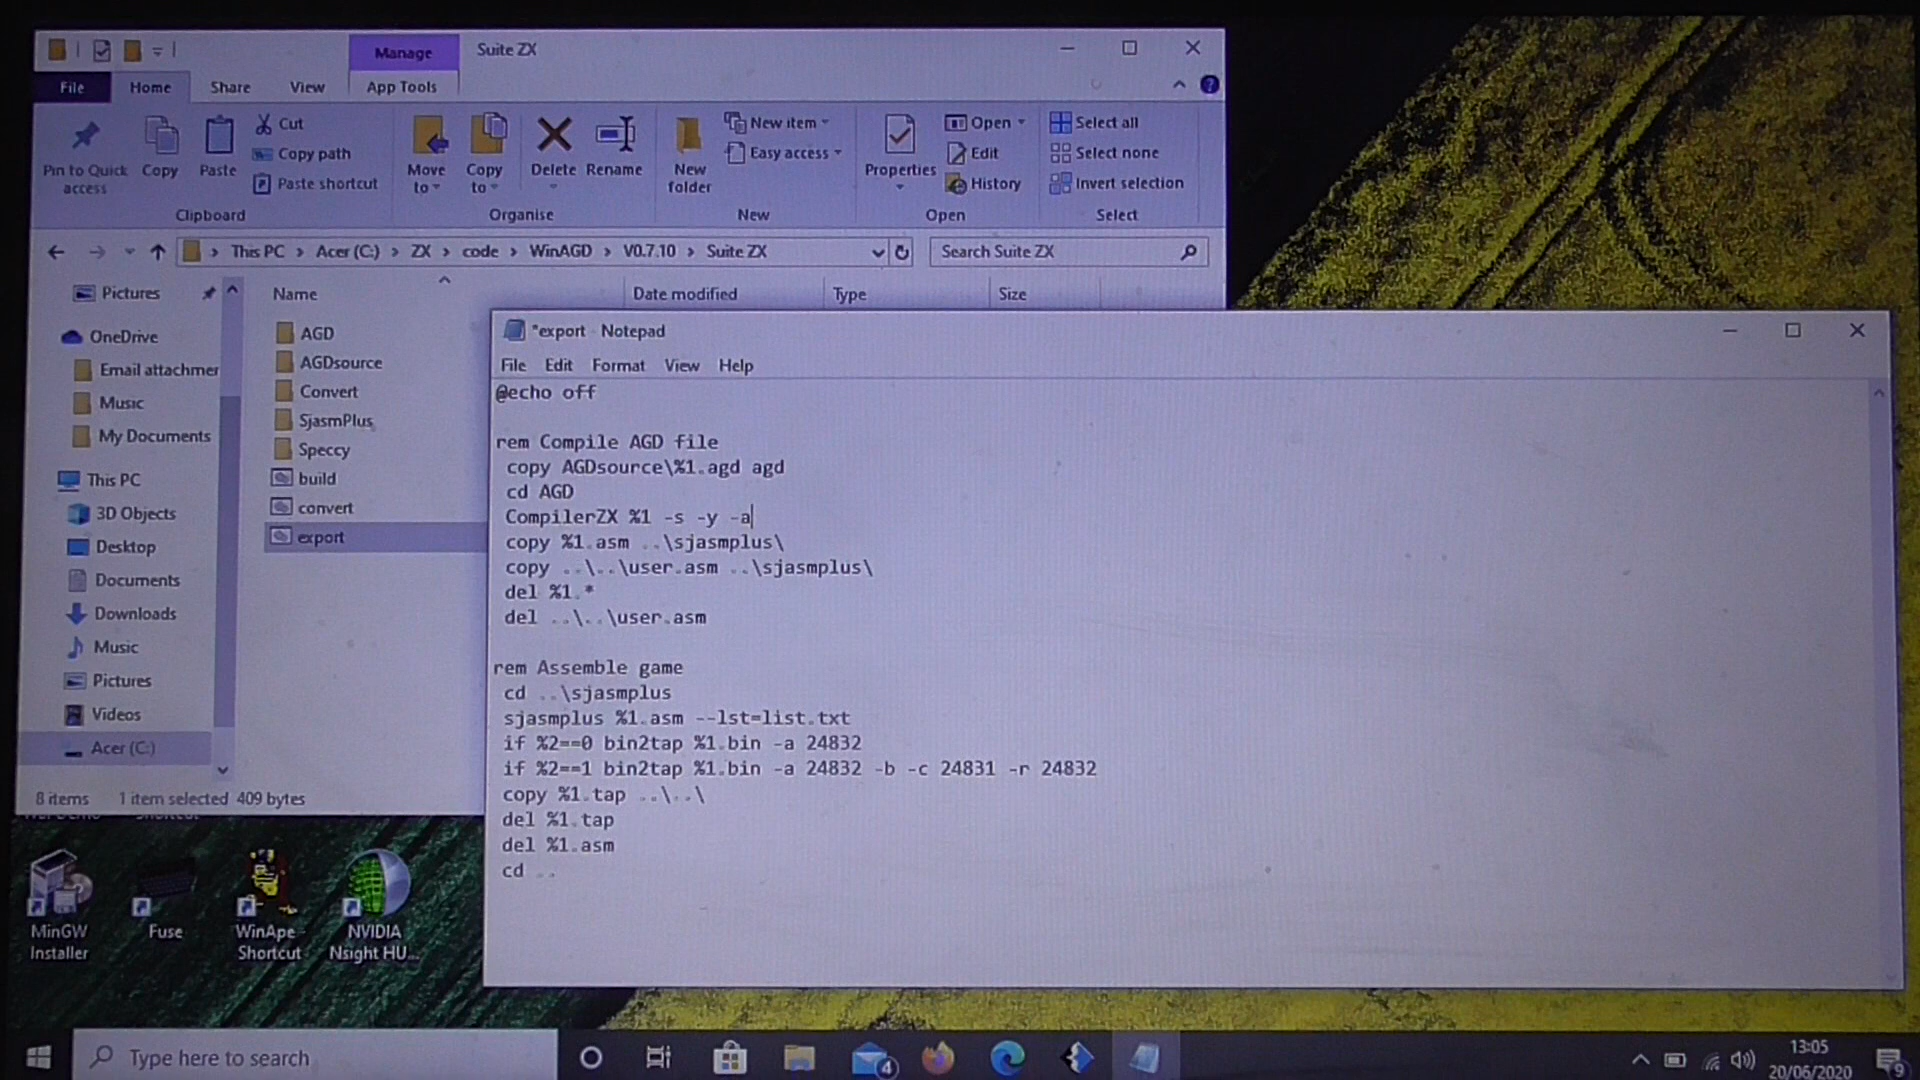 Manage
Suite ZX
File
Home
Share
View
App Tools
Pin to Quick access
Copy
Paste
Cut
Copy path
Paste shortcut
Clipboard
Move to
Copy to
Delete
Rename
Organise
New folder
New item
Easy access
New
Properties
Open
Edit
History
Open
Select all
Select none
Invert selection
Select
This PC > Acer (C:) > ZX > code > WinAGD > V0.7.10 > Suite ZX
Search Suite ZX
Name
Date modified
Type
Size
Pictures
OneDrive
Email attachmer
Music
My Documents
This PC
3D Objects
Desktop
Documents
Downloads
Music
Pictures
Videos
Acer (C:)
AGD
AGDsource
Convert
SjasmPlus
Speccy
build
convert
export
8 items
1 item selected 409 bytes
*export - Notepad
File Edit Format View Help
@echo off
rem Compile AGD file
copy AGDsource\%1.agd agd
cd AGD
CompilerZX %1 -s -y -a
copy %1.asm ..\sjasmplus\
copy ..\..\user.asm ..\sjasmplus\
del %1.*
del ..\..\user.asm
rem Assemble game
cd ..\sjasmplus
sjasmplus %1.asm --lst=list.txt
if %2==0 bin2tap %1.bin -a 24832
if %2==1 bin2tap %1.bin -a 24832 -b -c 24831 -r 24832
copy %1.tap ..\..\
del %1.tap
del %1.asm
cd ..
MinGW Installer
Fuse
WinApe - Shortcut
NVIDIA Nsight HU...
Type here to search
4
13:05
20/06/2020
9